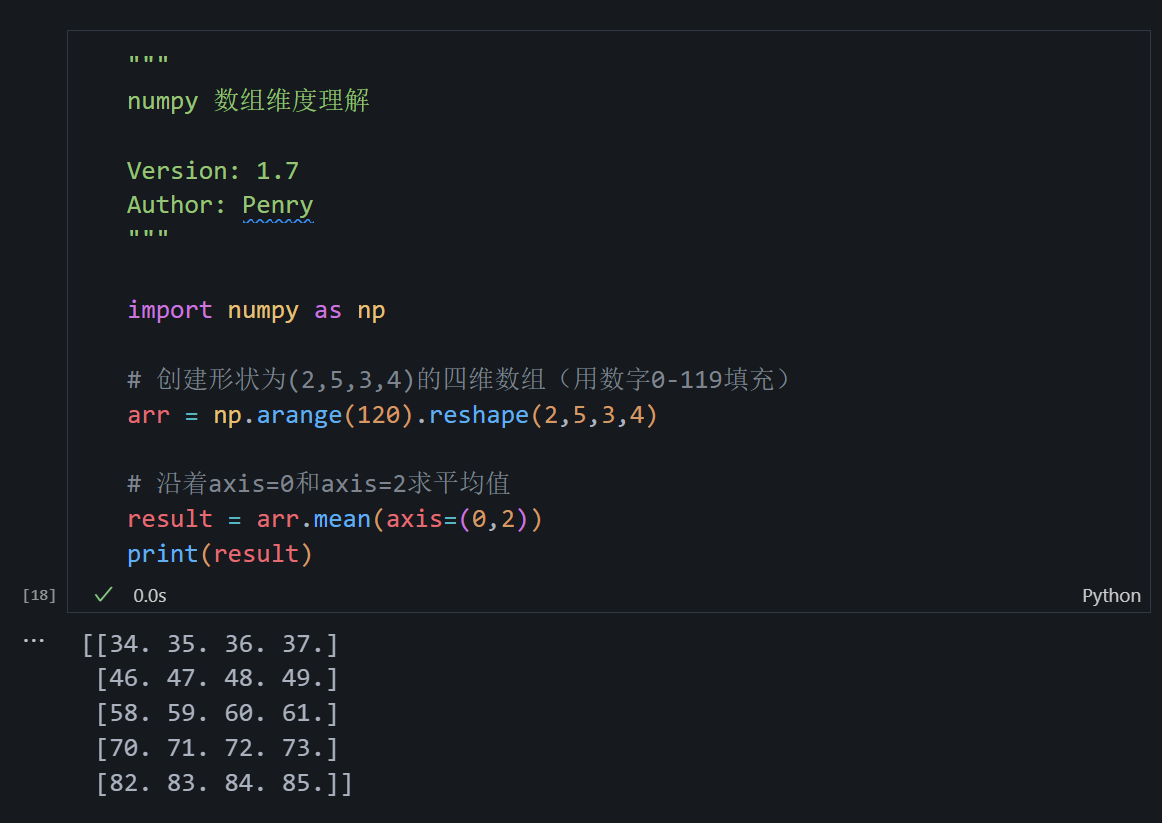 """
numpy 数组维度理解
Version: 1.7
Author: Penry
"""
import numpy as np
# 创建形状为(2,5,3,4)的四维数组（用数字0-119填充）
arr = np.arange(120).reshape(2,5,3,4)
# 沿着axis=0和axis=2求平均值
result = arr.mean(axis=(0,2))
print(result)
[18] ✓ 0.0s Python
... [[34. 35. 36. 37.]
[46. 47. 48. 49.]
[58. 59. 60. 61.]
[70. 71. 72. 73.]
[82. 83. 84. 85.]]